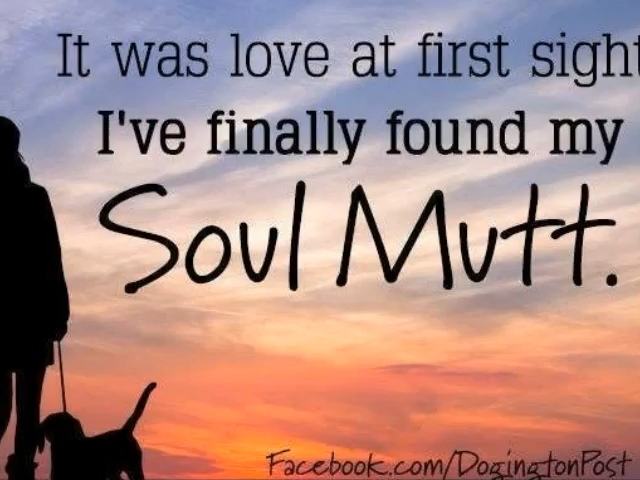 It was love at first sight
I've finally found my
Soul Mutt.
Facebook.com/DogingtonPost